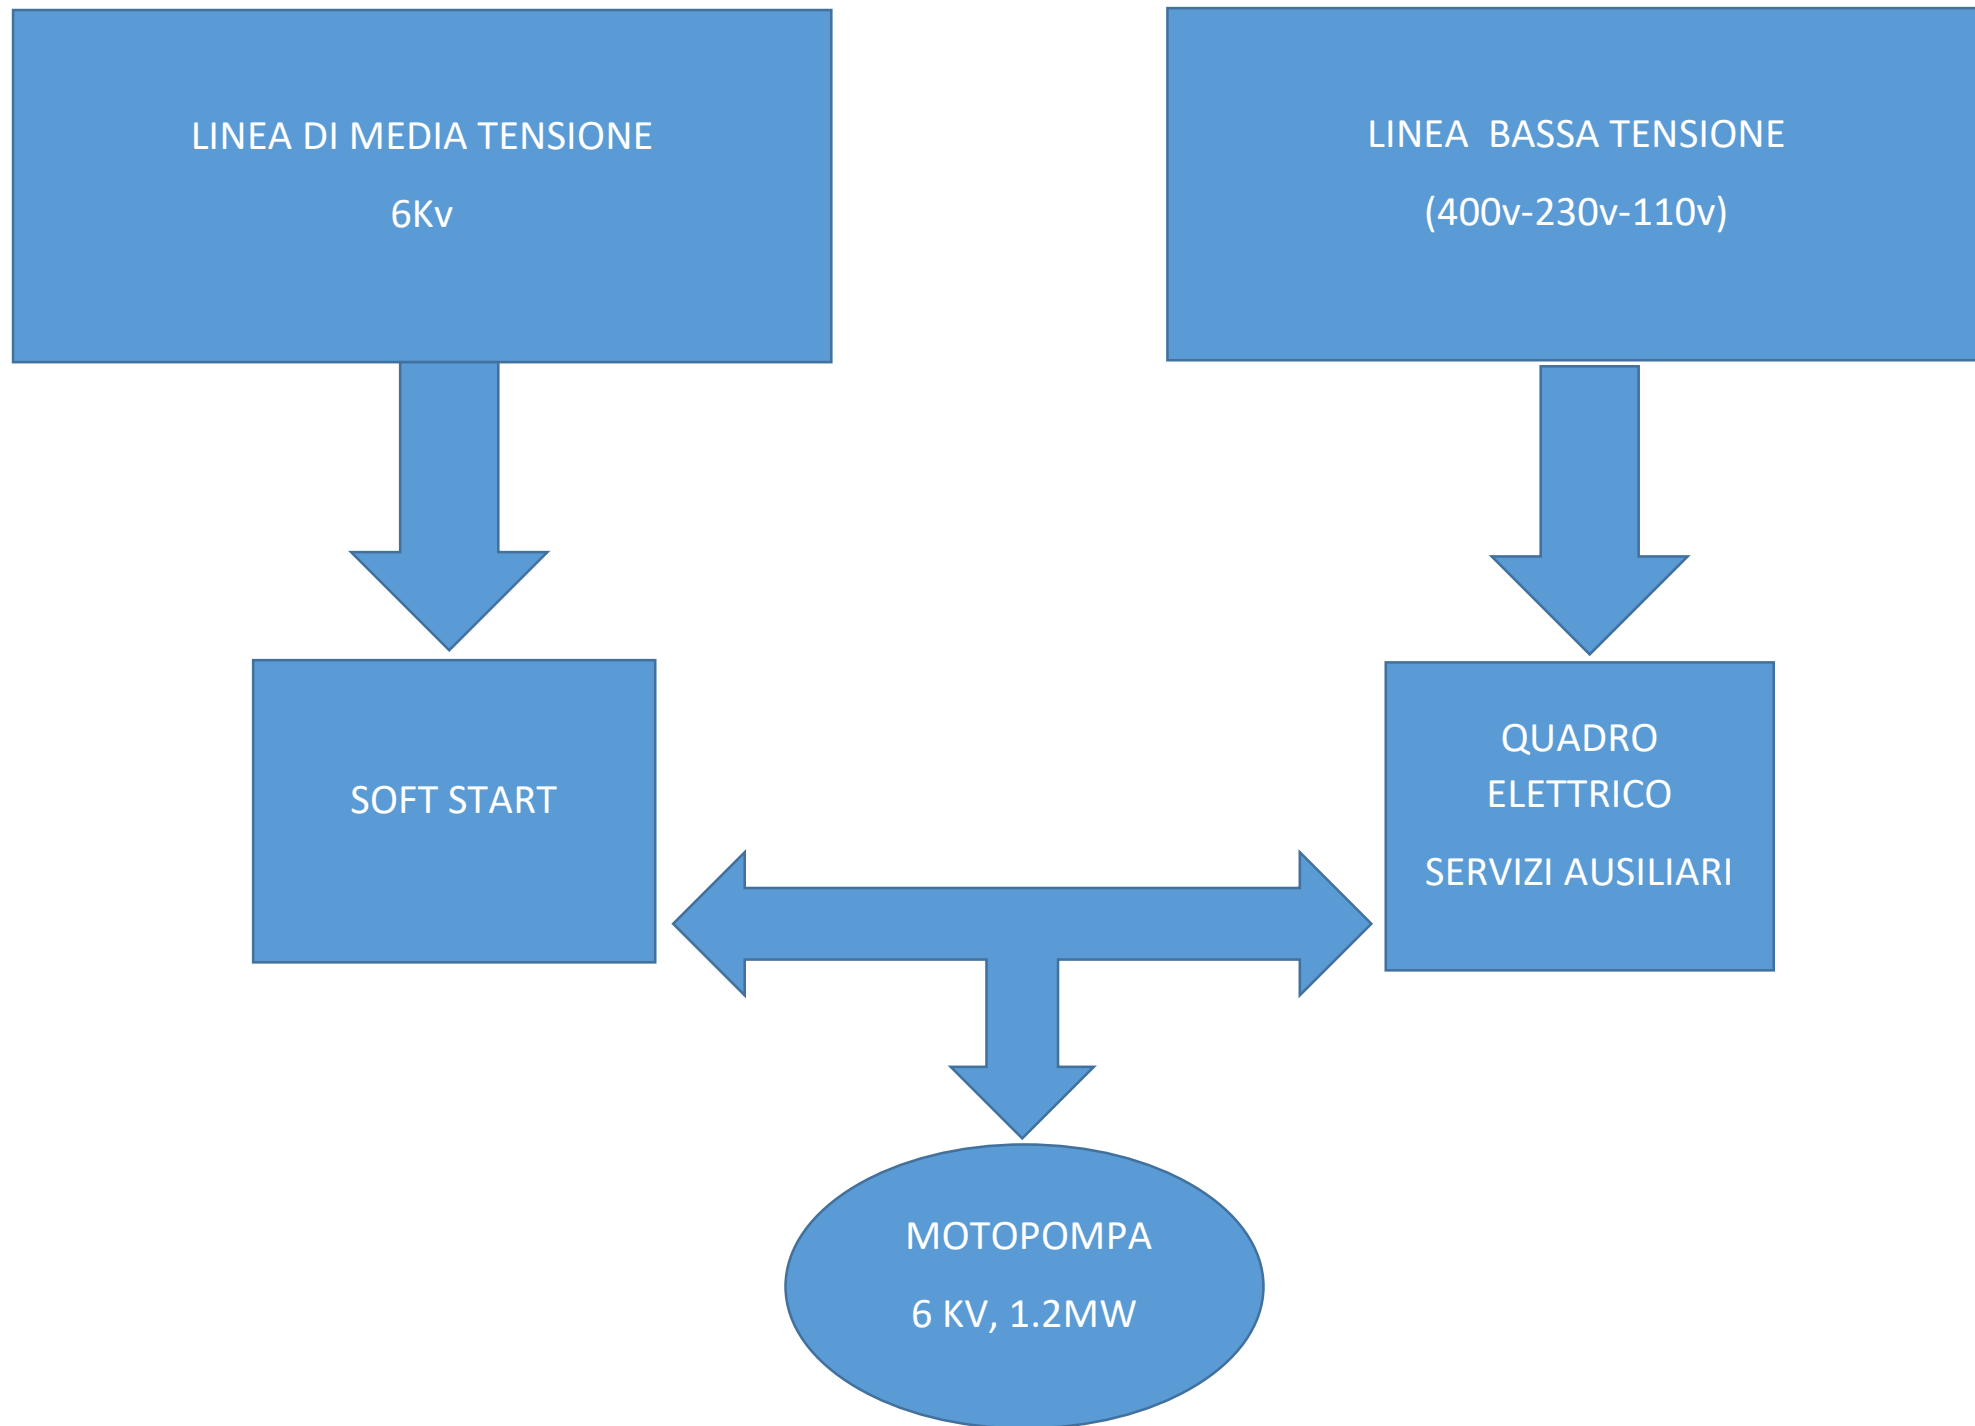 LINEA DI MEDIA TENSIONE
6Kv
LINEA  BASSA TENSIONE
(400v-230v-110v)
SOFT START
QUADRO
ELETTRICO
SERVIZI AUSILIARI
MOTOPOMPA
6 KV, 1.2MW